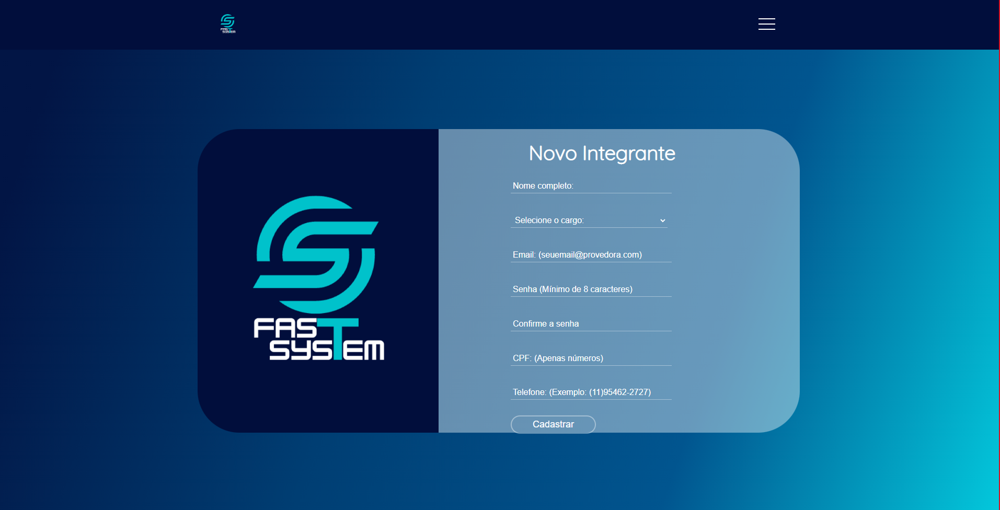 FAST
SYSTEM
Novo Integrante
Nome completo:
Selecione o cargo:
Email: (seuemail@provedora.com)
Senha (Mínimo de 8 caracteres)
Confirme a senha
CPF: (Apenas números)
Telefone: (Exemplo: (11)95462-2727)
Cadastrar
FAST
SYSTEM